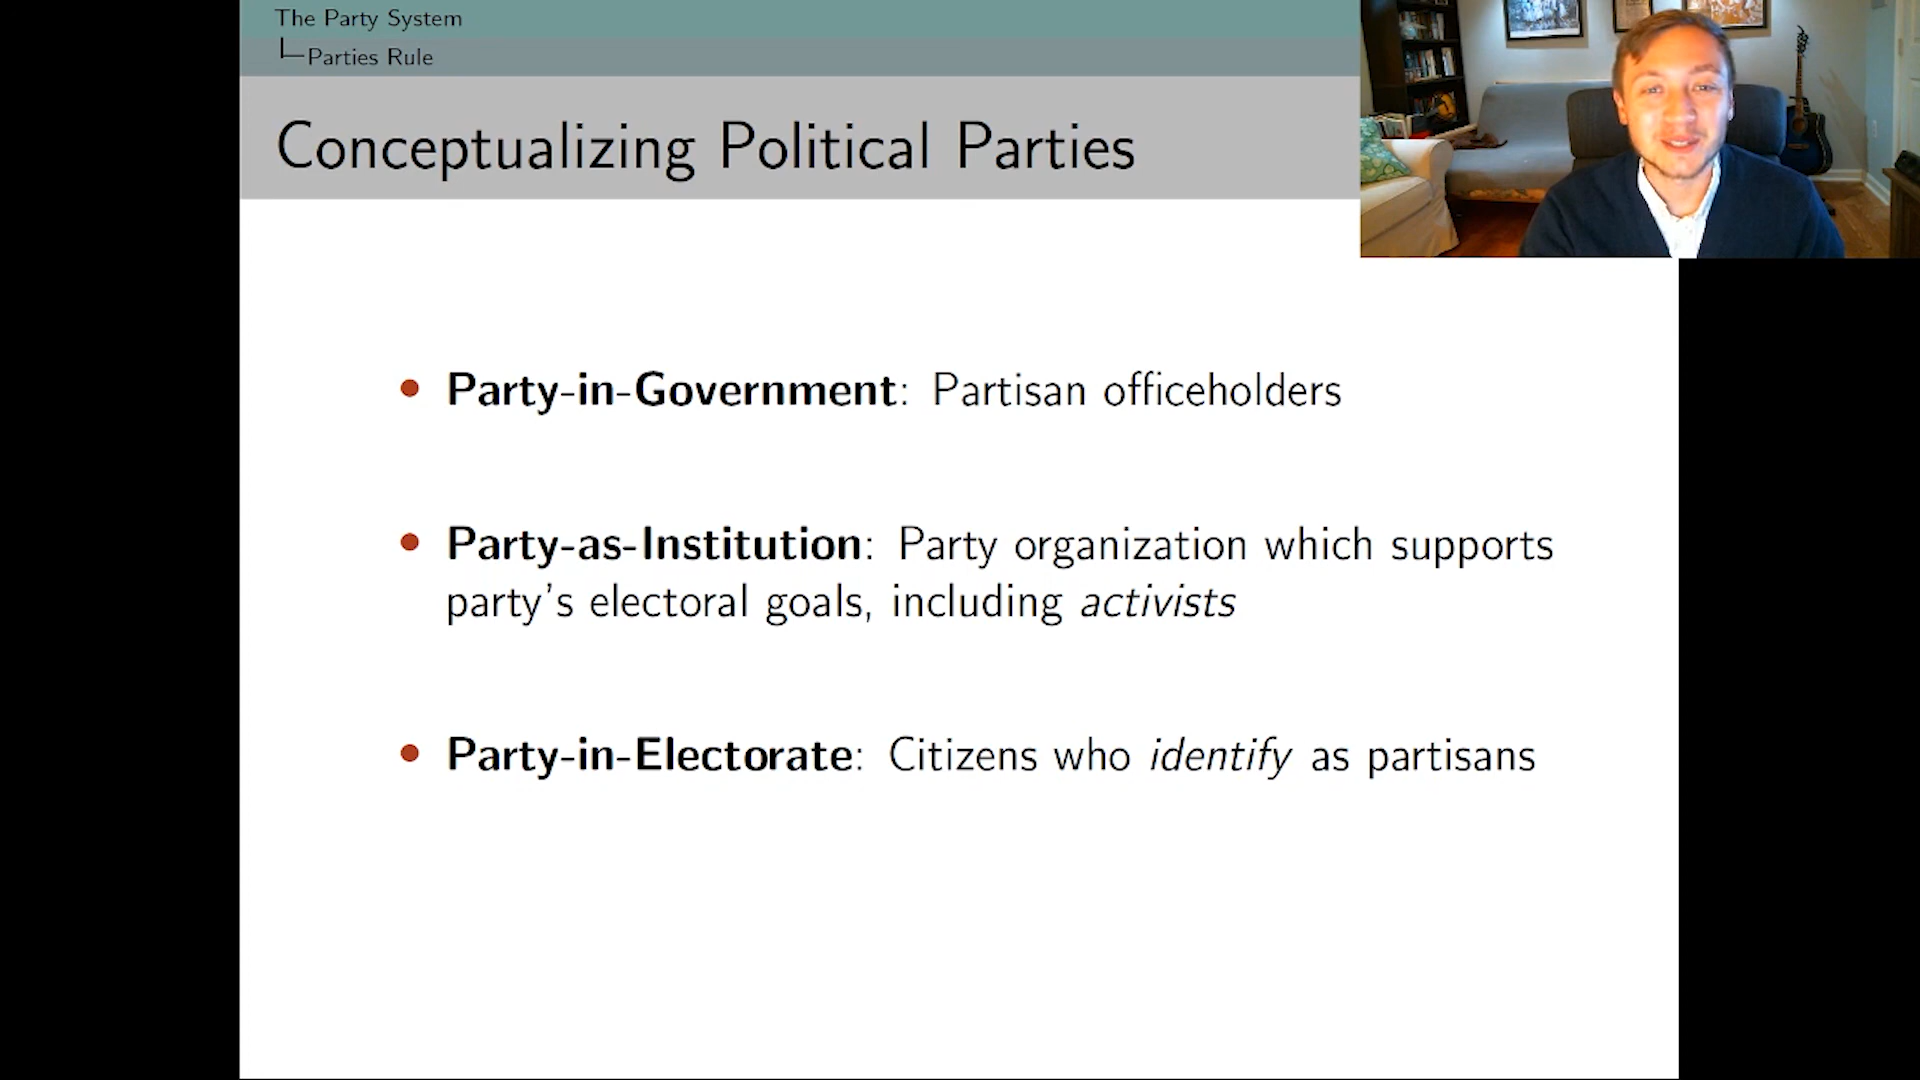 The Party System
Parties Rule
Conceptualizing Political Parties
• Party-in-Government: Partisan officeholders
• Party-as-Institution: Party organization which supports
party's electoral goals, including activists
• Party-in-Electorate: Citizens who identify as partisans